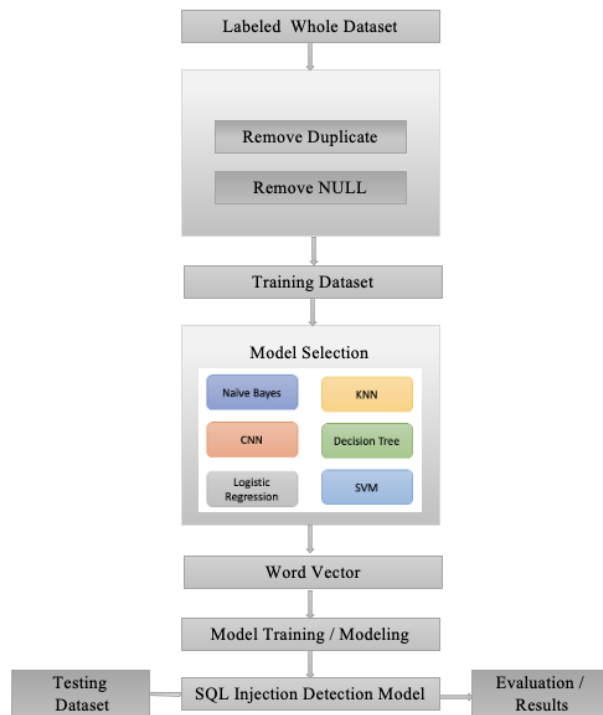 Labeled Whole Dataset
Remove Duplicate
Remove NULL
Training Dataset
Model Selection
Naïve Bayes
KNN
CNN
Decision Tree
Logistic
Regression
SVM
Word Vector
Model Training / Modeling
Testing
Dataset
SQL Injection Detection Model
Evaluation /
Results